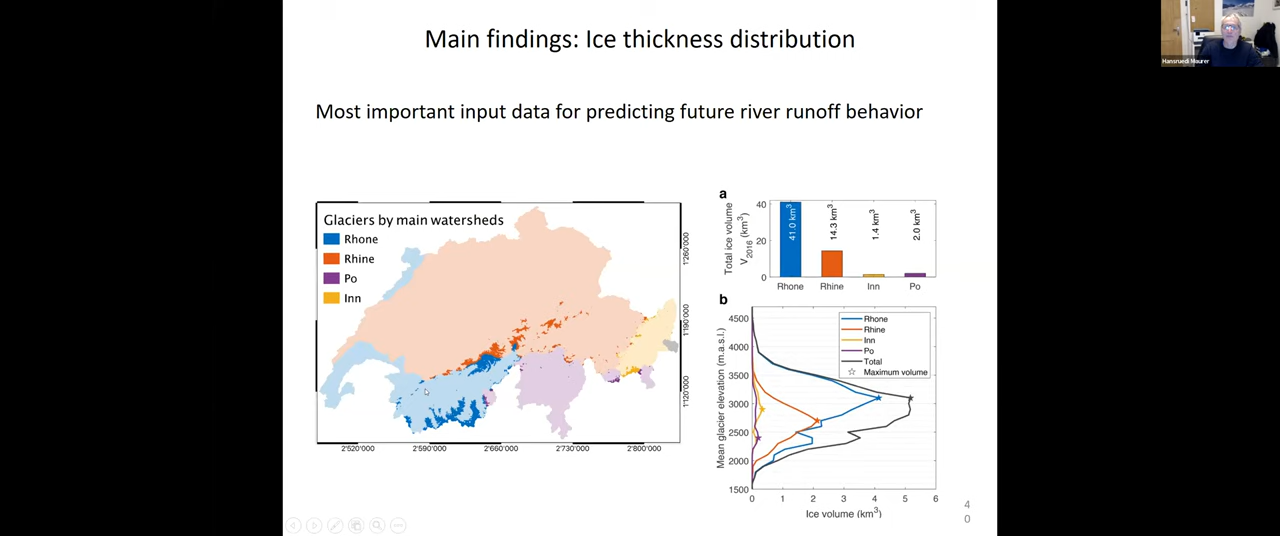 Main findings: Ice thickness distribution
Hansruedi Maurer
Most important input data for predicting future river runoff behavior
Glaciers by main watersheds
Rhone
Rhine
Po
Inn
1'260'000
1'190'000
1'120'000
2'520'000 2'590'000 2'660'000 2'730'000 2'800'000
a
Total ice volume
V2016 (km³)
40
20
0
41.0 km³
14.3 km³
1.4 km³
2.0 km³
Rhone Rhine Inn Po
b
Mean glacier elevation (m.a.s.l.)
4500
4000
3500
3000
2500
2000
1500
Rhone
Rhine
Inn
Po
Total
Maximum volume
0 1 2 3 4 5 6
Ice volume (km³)
4
0